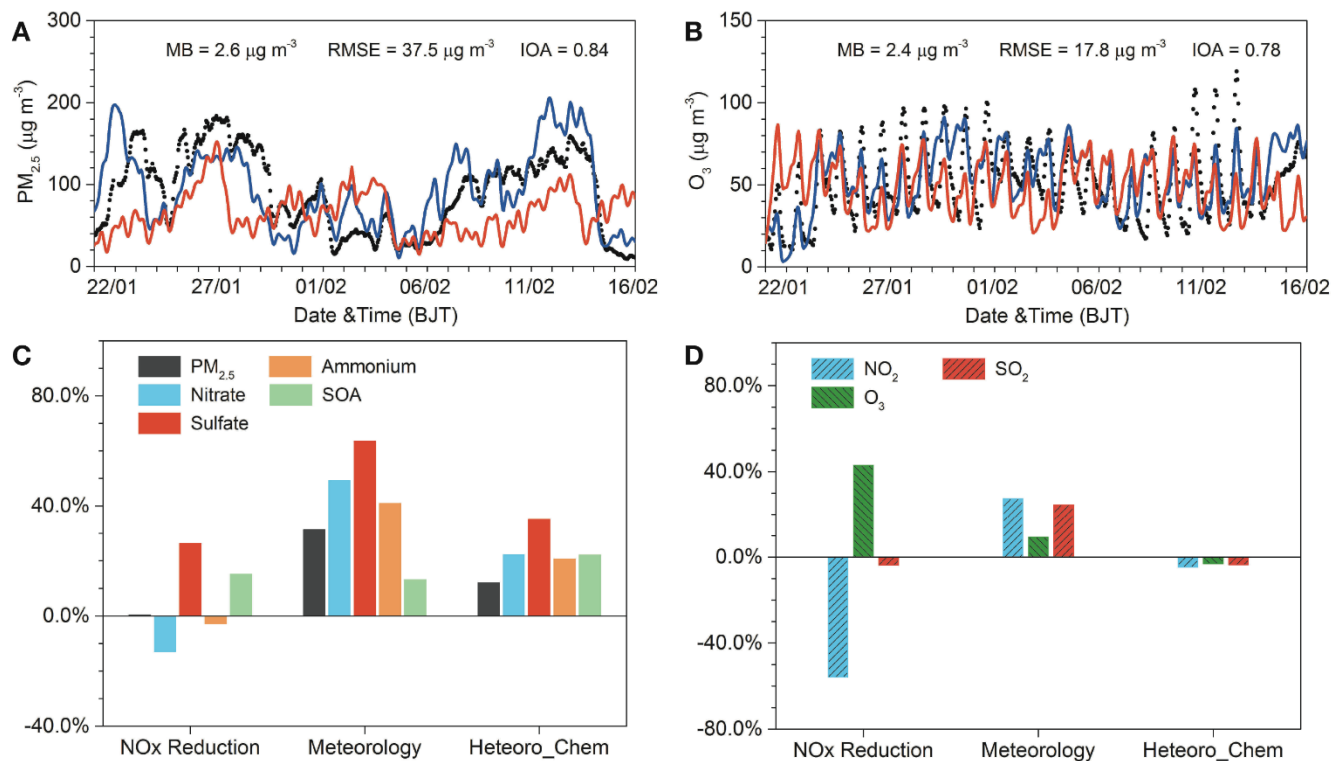 A
MB = 2.6 μg m-3 RMSE = 37.5 μg m-3 IOA = 0.84
300
200
100
0
PM2.5 (μg m-3)
22/01 27/01 01/02 06/02 11/02 16/02
Date &Time (BJT)
B
MB = 2.4 μg m-3 RMSE = 17.8 μg m-3 IOA = 0.78
150
100
50
0
O3 (μg m-3)
22/01 27/01 01/02 06/02 11/02 16/02
Date &Time (BJT)
C
PM2.5 Ammonium
Nitrate SOA
Sulfate
80.0%
40.0%
0.0%
-40.0%
NOx Reduction Meteorology Heteoro_Chem
D
NO2 SO2
O3
80.0%
40.0%
0.0%
-40.0%
-80.0%
NOx Reduction Meteorology Heteoro_Chem